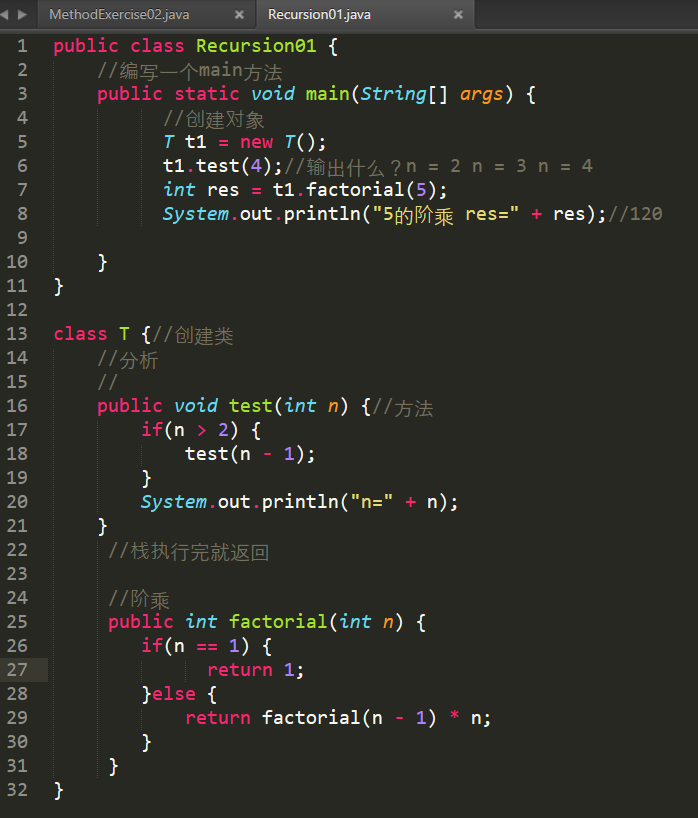 MethodExercise02.java × Recursion01.java ×
1 public class Recursion01 {
2 //编写一个main方法
3 public static void main(String[] args) {
4 //创建对象
5 T t1 = new T();
6 t1.test(4);//输出什么？n = 2 n = 3 n = 4
7 int res = t1.factorial(5);
8 System.out.println("5的阶乘 res=" + res);//120
9
10 }
11 }
12
13 class T {//创建类
14 //分析
15 //
16 public void test(int n) {//方法
17 if(n > 2) {
18 test(n - 1);
19 }
20 System.out.println("n=" + n);
21 }
22 //栈执行完就返回
23
24 //阶乘
25 public int factorial(int n) {
26 if(n == 1) {
27 return 1;
28 }else {
29 return factorial(n - 1) * n;
30 }
31 }
32 }